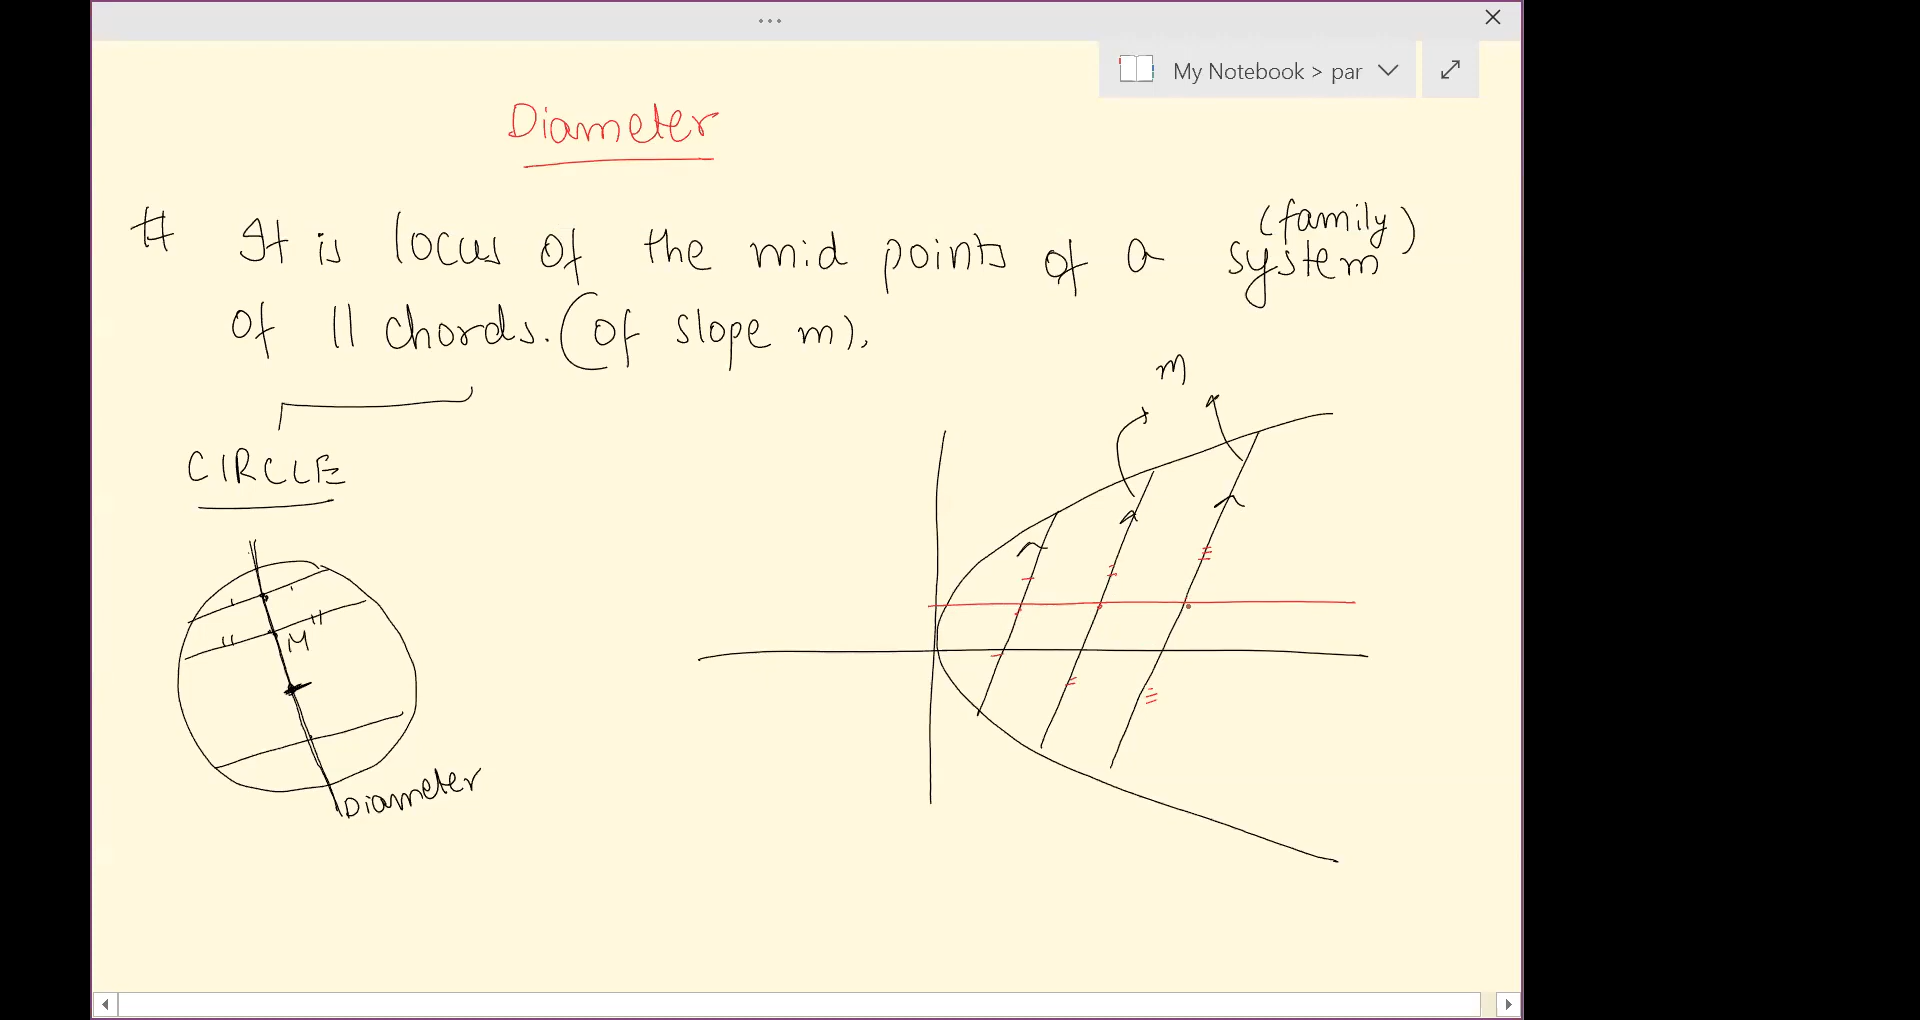 My Notebook > par
Diameter
# It is locus of the mid points of a system (family)
of || chords. (of slope m).
m
CIRCLE
M
Diameter